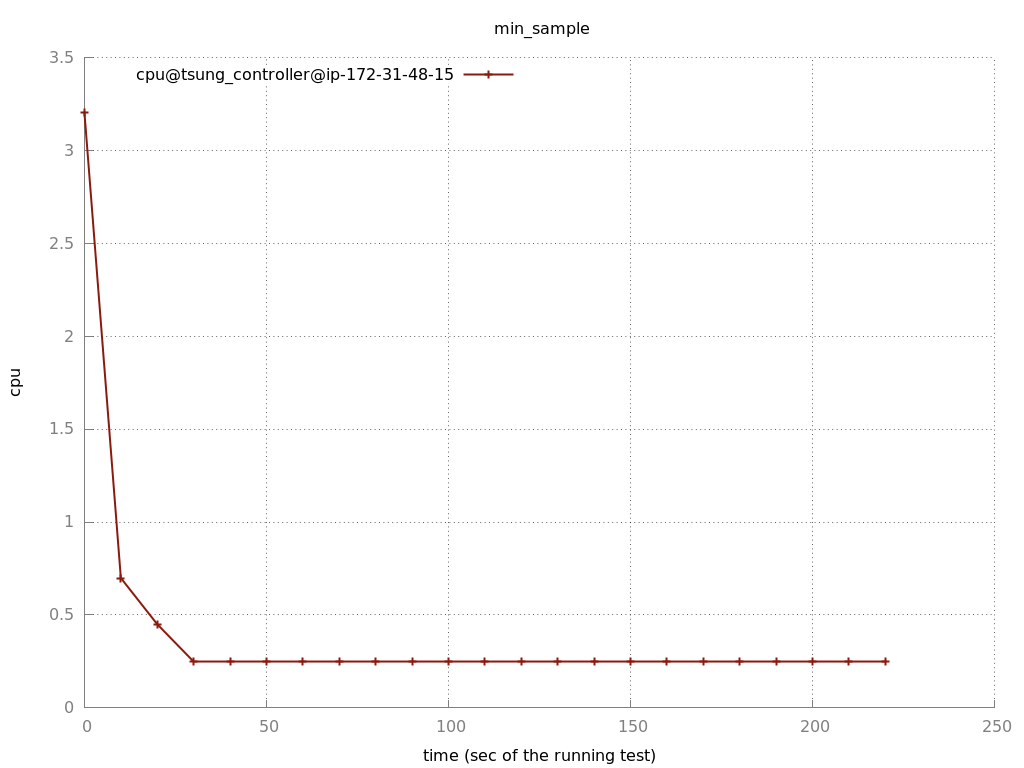 min_sample
3.5
cpu@tsung_controller@ip-172-31-48-15
3
2.5
2
cpu
1.5
1
0.5
0
0 50 100 150 200 250
time (sec of the running test)